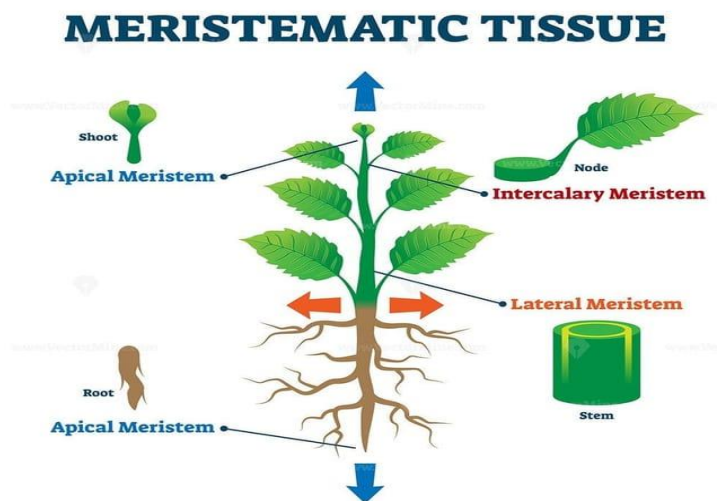 MERISTEMATIC TISSUE
Shoot
Apical Meristem
Node
Intercalary Meristem
Lateral Meristem
Root
Apical Meristem
Stem